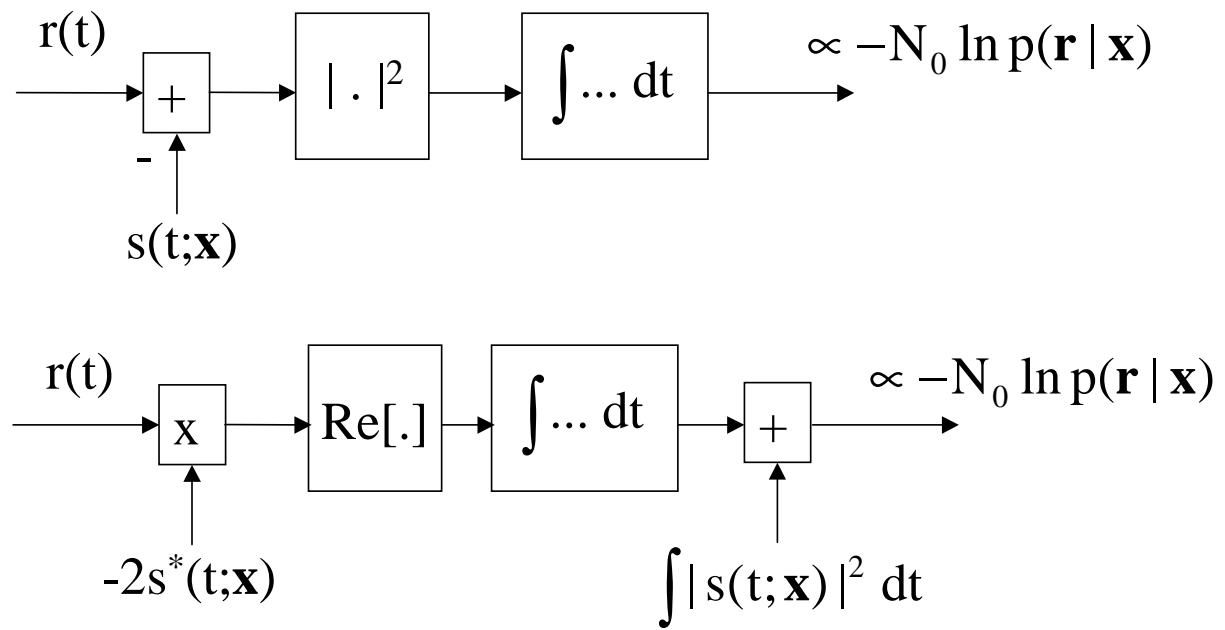 r(t)
∝ −N₀ ln p(r | x)
+
| . |²
∫... dt
-
s(t;x)
r(t)
∝ −N₀ ln p(r | x)
x
Re[.]
∫... dt
+
-2s*(t;x)
∫| s(t; x) |² dt